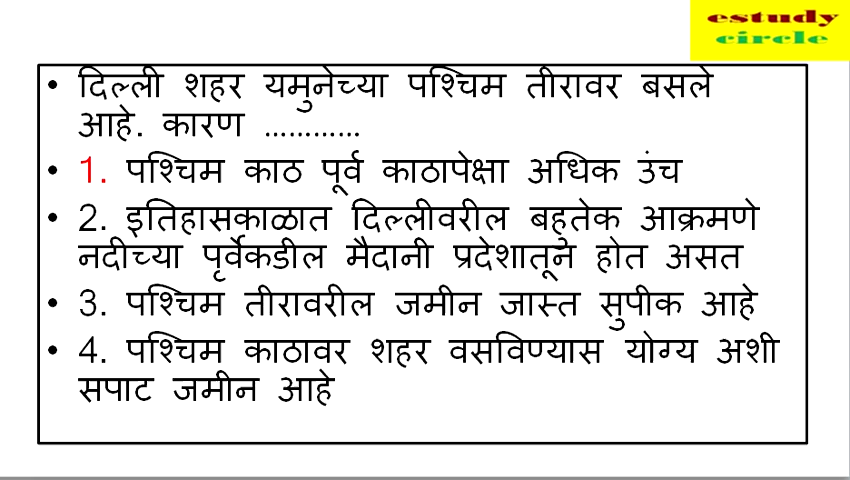 estudy
circle
• दिल्ली शहर यमुनेच्या पश्चिम तीरावर बसले
आहे. कारण …………
• 1. पश्चिम काठ पूर्व काठापेक्षा अधिक उंच
• 2. इतिहासकाळात दिल्लीवरील बहुतेक आक्रमणे
नदीच्या पृर्वेकडील मैदानी प्रदेशातून होत असत
• 3. पश्चिम तीरावरील जमीन जास्त सुपीक आहे
• 4. पश्चिम काठावर शहर वसविण्यास योग्य अशी
सपाट जमीन आहे